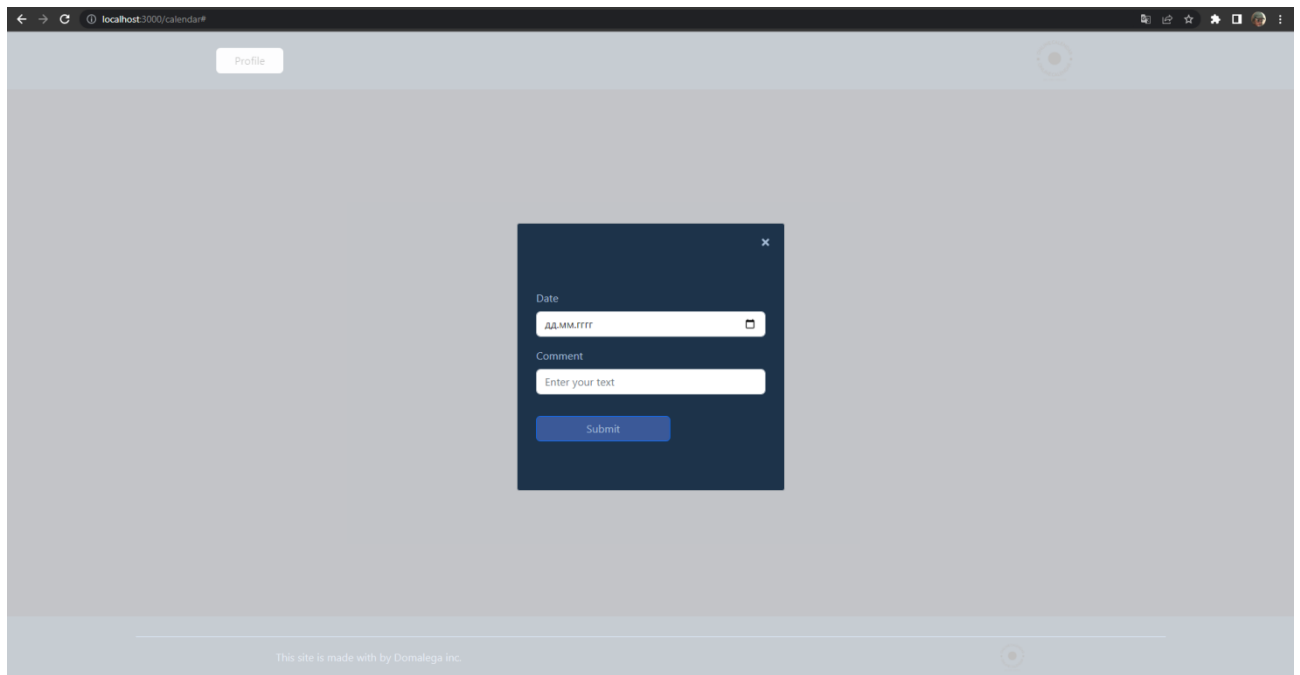 localhost:3000/calendar#
Profile
×
Date
дд.мм.гггг
Comment
Enter your text
Submit
This site is made with by Domalega inc.